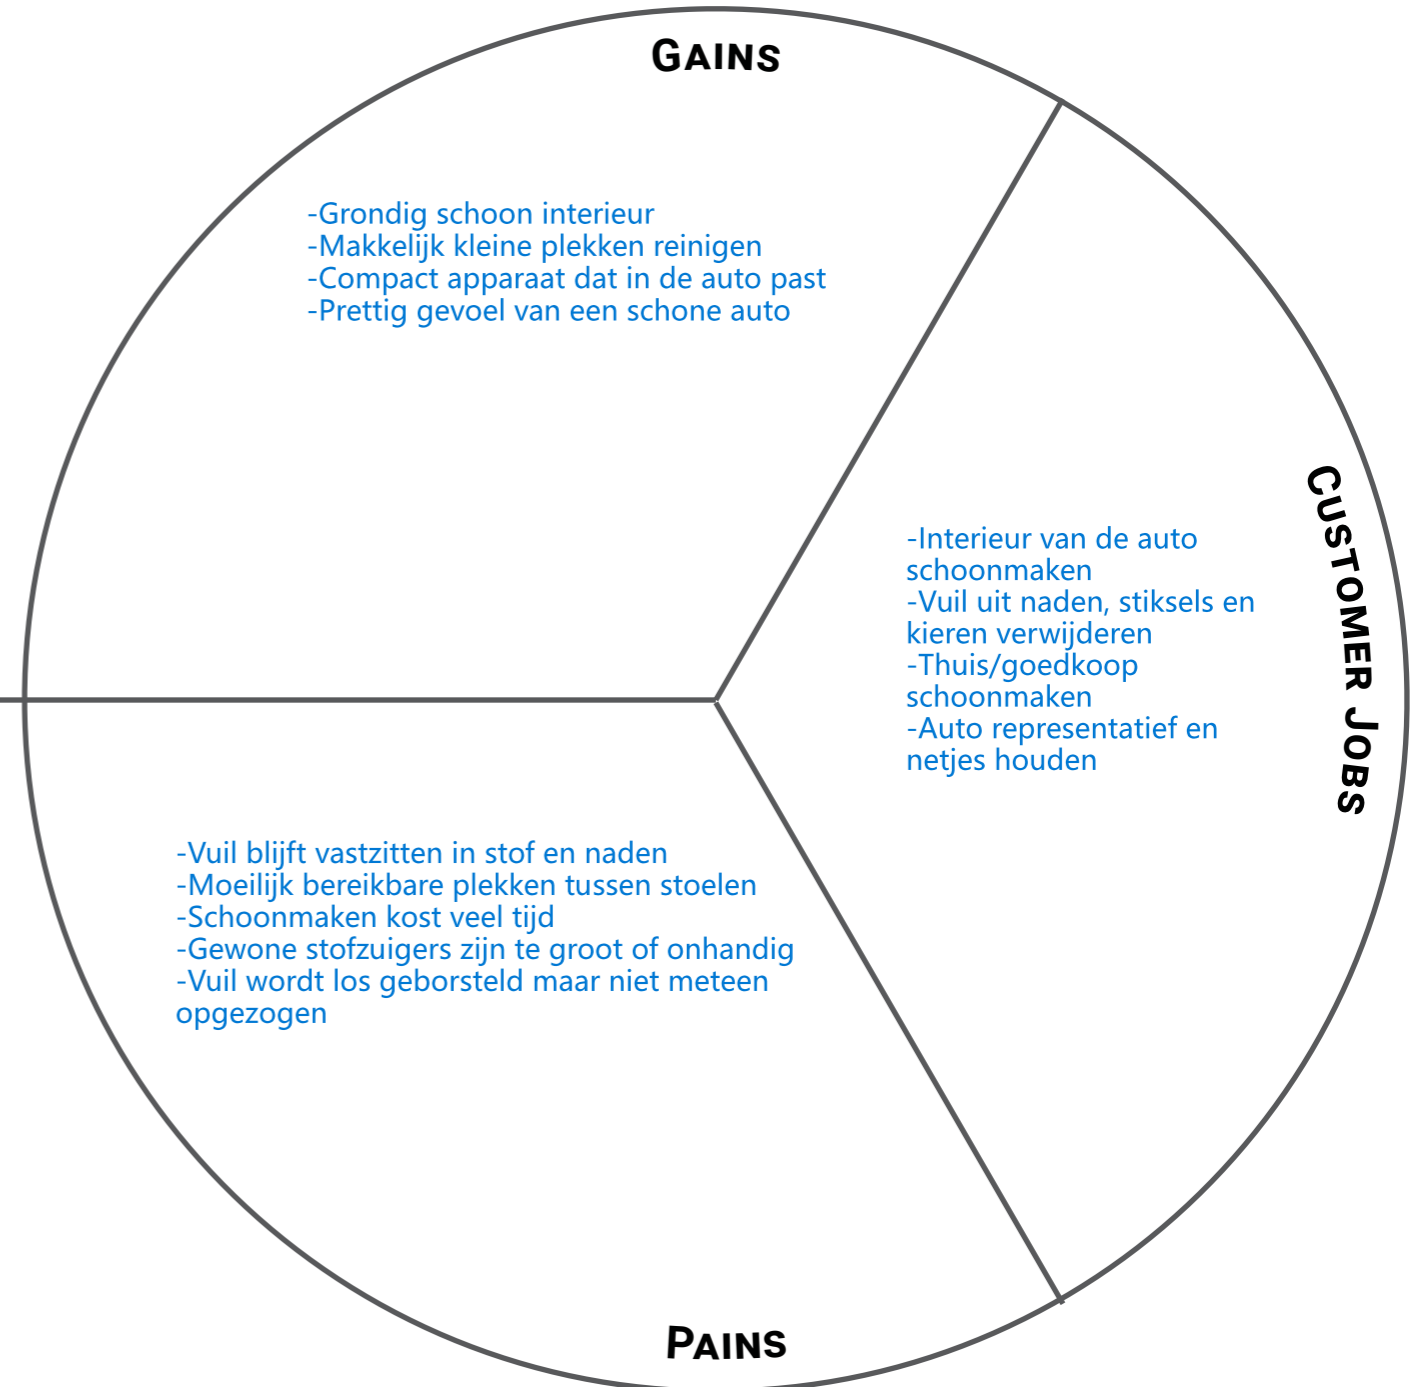 GAINS
-Grondig schoon interieur
-Makkelijk kleine plekken reinigen
-Compact apparaat dat in de auto past
-Prettig gevoel van een schone auto
CUSTOMER JOBS
-Interieur van de auto
schoonmaken
-Vuil uit naden, stiksels en
kieren verwijderen
-Thuis/goedkoop
schoonmaken
-Auto representatief en
netjes houden
-Vuil blijft vastzitten in stof en naden
-Moeilijk bereikbare plekken tussen stoelen
-Schoonmaken kost veel tijd
-Gewone stofzuigers zijn te groot of onhandig
-Vuil wordt los geborsteld maar niet meteen
opgezogen
PAINS